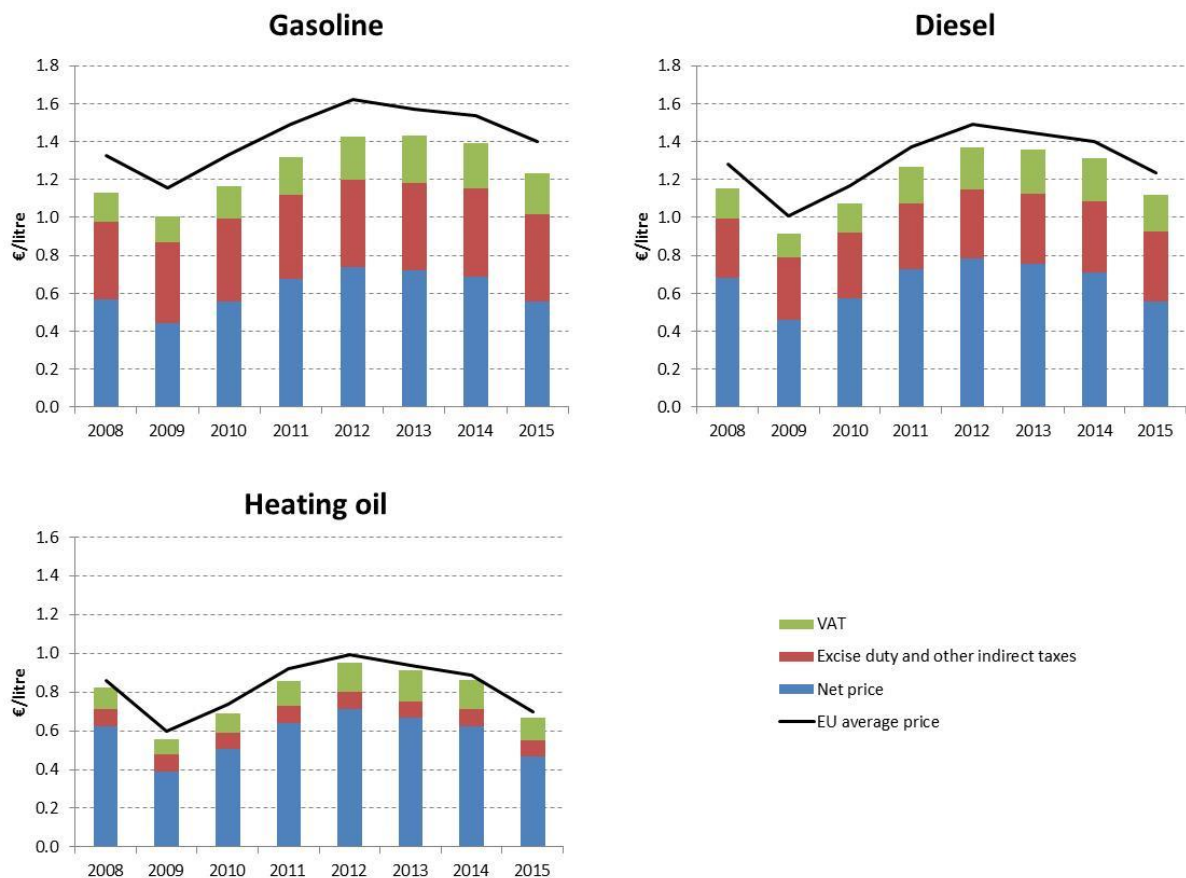 Gasoline
1.8
1.6
1.4
1.2
1.0
0.8
0.6
0.4
0.2
0.0
€/litre
2008 2009 2010 2011 2012 2013 2014 2015
Diesel
1.8
1.6
1.4
1.2
1.0
0.8
0.6
0.4
0.2
0.0
€/litre
2008 2009 2010 2011 2012 2013 2014 2015
Heating oil
1.6
1.4
1.2
1.0
0.8
0.6
0.4
0.2
0.0
€/litre
2008 2009 2010 2011 2012 2013 2014 2015
VAT
Excise duty and other indirect taxes
Net price
EU average price